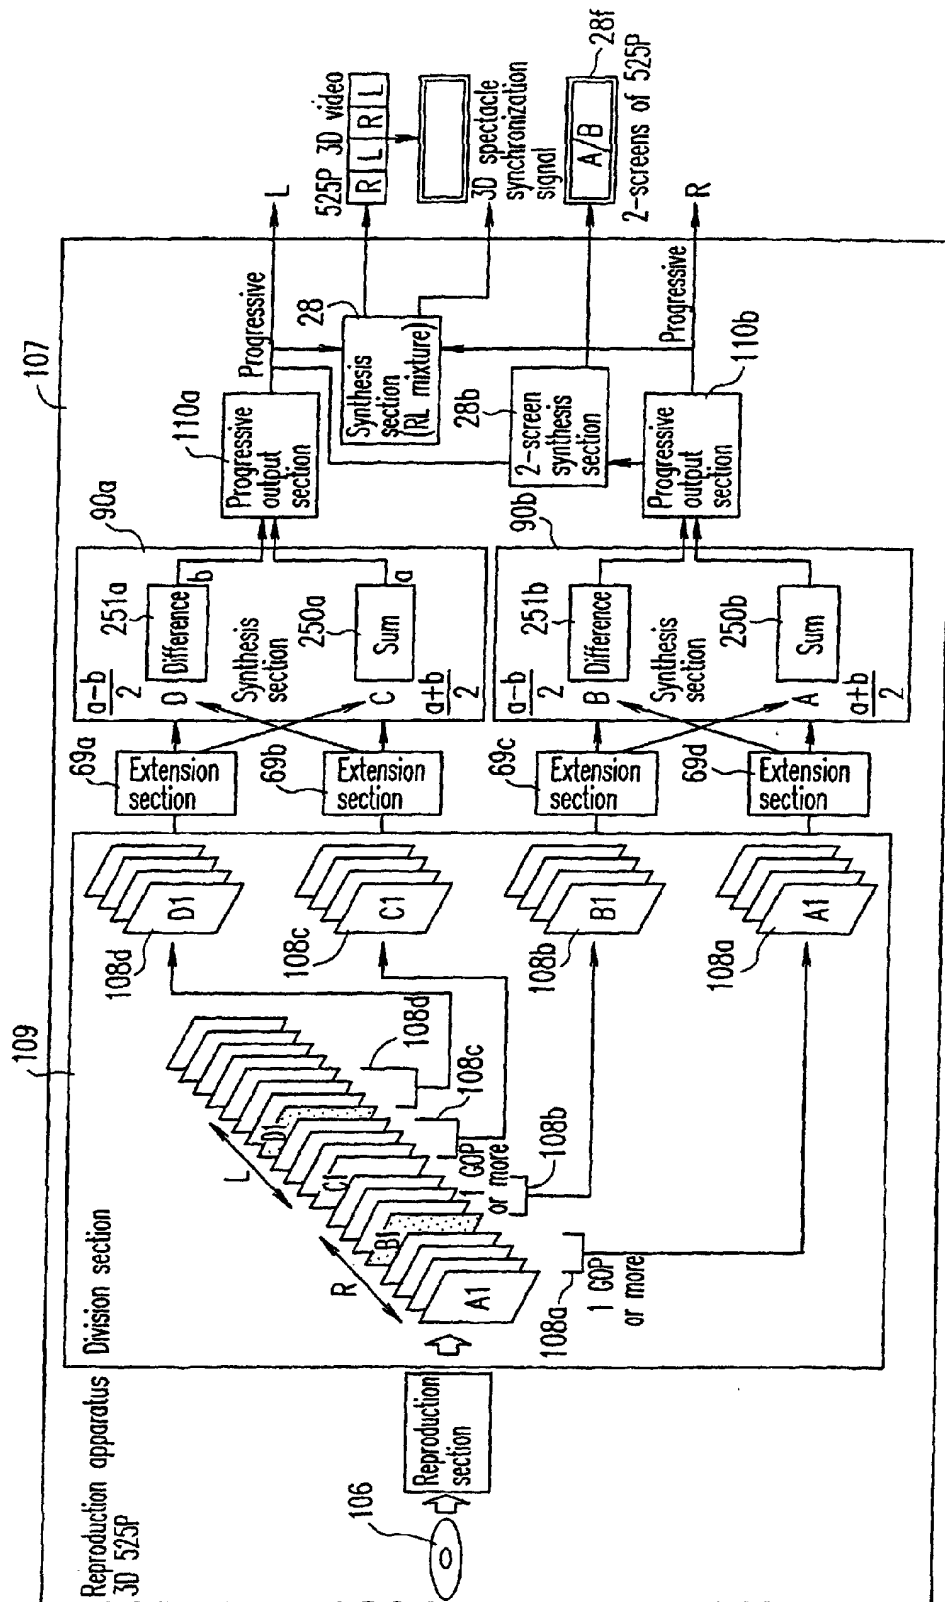 Reproduction apparatus
3D 525P
107
106
Reproduction
section
109
Division section
A1
B1
C1
D1
R
L
108a
1 GOP
or more
108b
1 GOP
or more
108c
108d
108d
D1
108c
C1
108b
B1
108a
A1
69a
Extension
section
69b
Extension
section
69c
Extension
section
69d
Extension
section
90a
a-b
2
D
251a
Difference
b
Synthesis
section
250a
C
Sum
a
a+b
2
90b
a-b
2
B
251b
Difference
Synthesis
section
250b
A
Sum
a+b
2
110a
Progressive
output
section
Progressive
28
Synthesis
section
(RL mixture)
28b
2-screen
synthesis
section
110b
Progressive
output
section
Progressive
L
525P 3D video
R L R L
3D spectacle
synchronization
signal
28f
A/B
2-screens of 525P
R